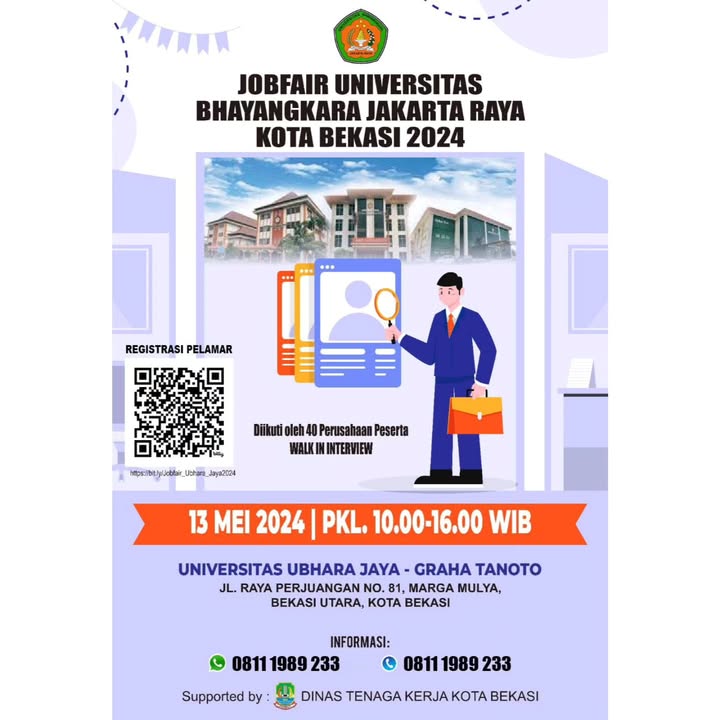 JOBFAIR UNIVERSITAS
BHAYANGKARA JAKARTA RAYA
KOTA BEKASI 2024
REGISTRASI PELAMAR
https://bit.ly/Jobfair_Ubhara_Jaya2024
Diikuti oleh 40 Perusahaan Peserta
WALK IN INTERVIEW
13 MEI 2024 | PKL. 10.00-16.00 WIB
UNIVERSITAS UBHARA JAYA - GRAHA TANOTO
JL. RAYA PERJUANGAN NO. 81, MARGA MULYA,
BEKASI UTARA, KOTA BEKASI
INFORMASI:
0811 1989 233
0811 1989 233
Supported by : DINAS TENAGA KERJA KOTA BEKASI